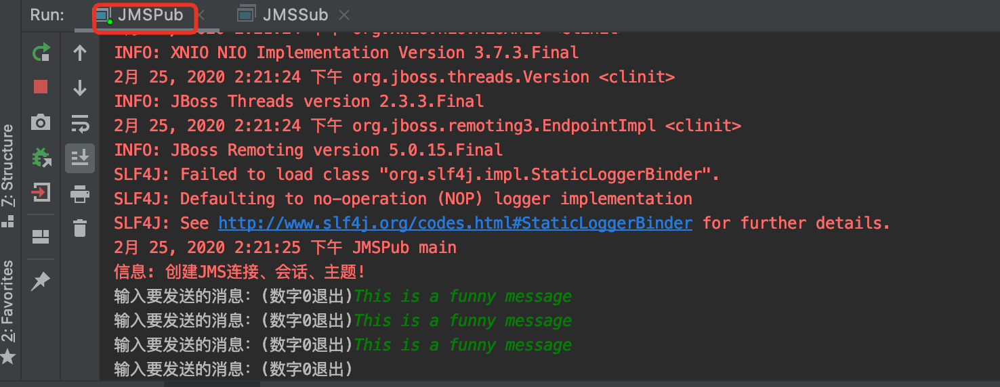 Run: JMSPub JMSSub
INFO: XNIO NIO Implementation Version 3.7.3.Final
2月 25, 2020 2:21:24 下午 org.jboss.threads.Version <clinit>
INFO: JBoss Threads version 2.3.3.Final
2月 25, 2020 2:21:24 下午 org.jboss.remoting3.EndpointImpl <clinit>
INFO: JBoss Remoting version 5.0.15.Final
SLF4J: Failed to load class "org.slf4j.impl.StaticLoggerBinder".
SLF4J: Defaulting to no-operation (NOP) logger implementation
SLF4J: See http://www.slf4j.org/codes.html#StaticLoggerBinder for further details.
2月 25, 2020 2:21:25 下午 JMSPub main
信息: 创建JMS连接、会话、主题!
输入要发送的消息：(数字0退出)This is a funny message
输入要发送的消息：(数字0退出)This is a funny message
输入要发送的消息：(数字0退出)This is a funny message
输入要发送的消息：(数字0退出)
7: Structure
2: Favorites